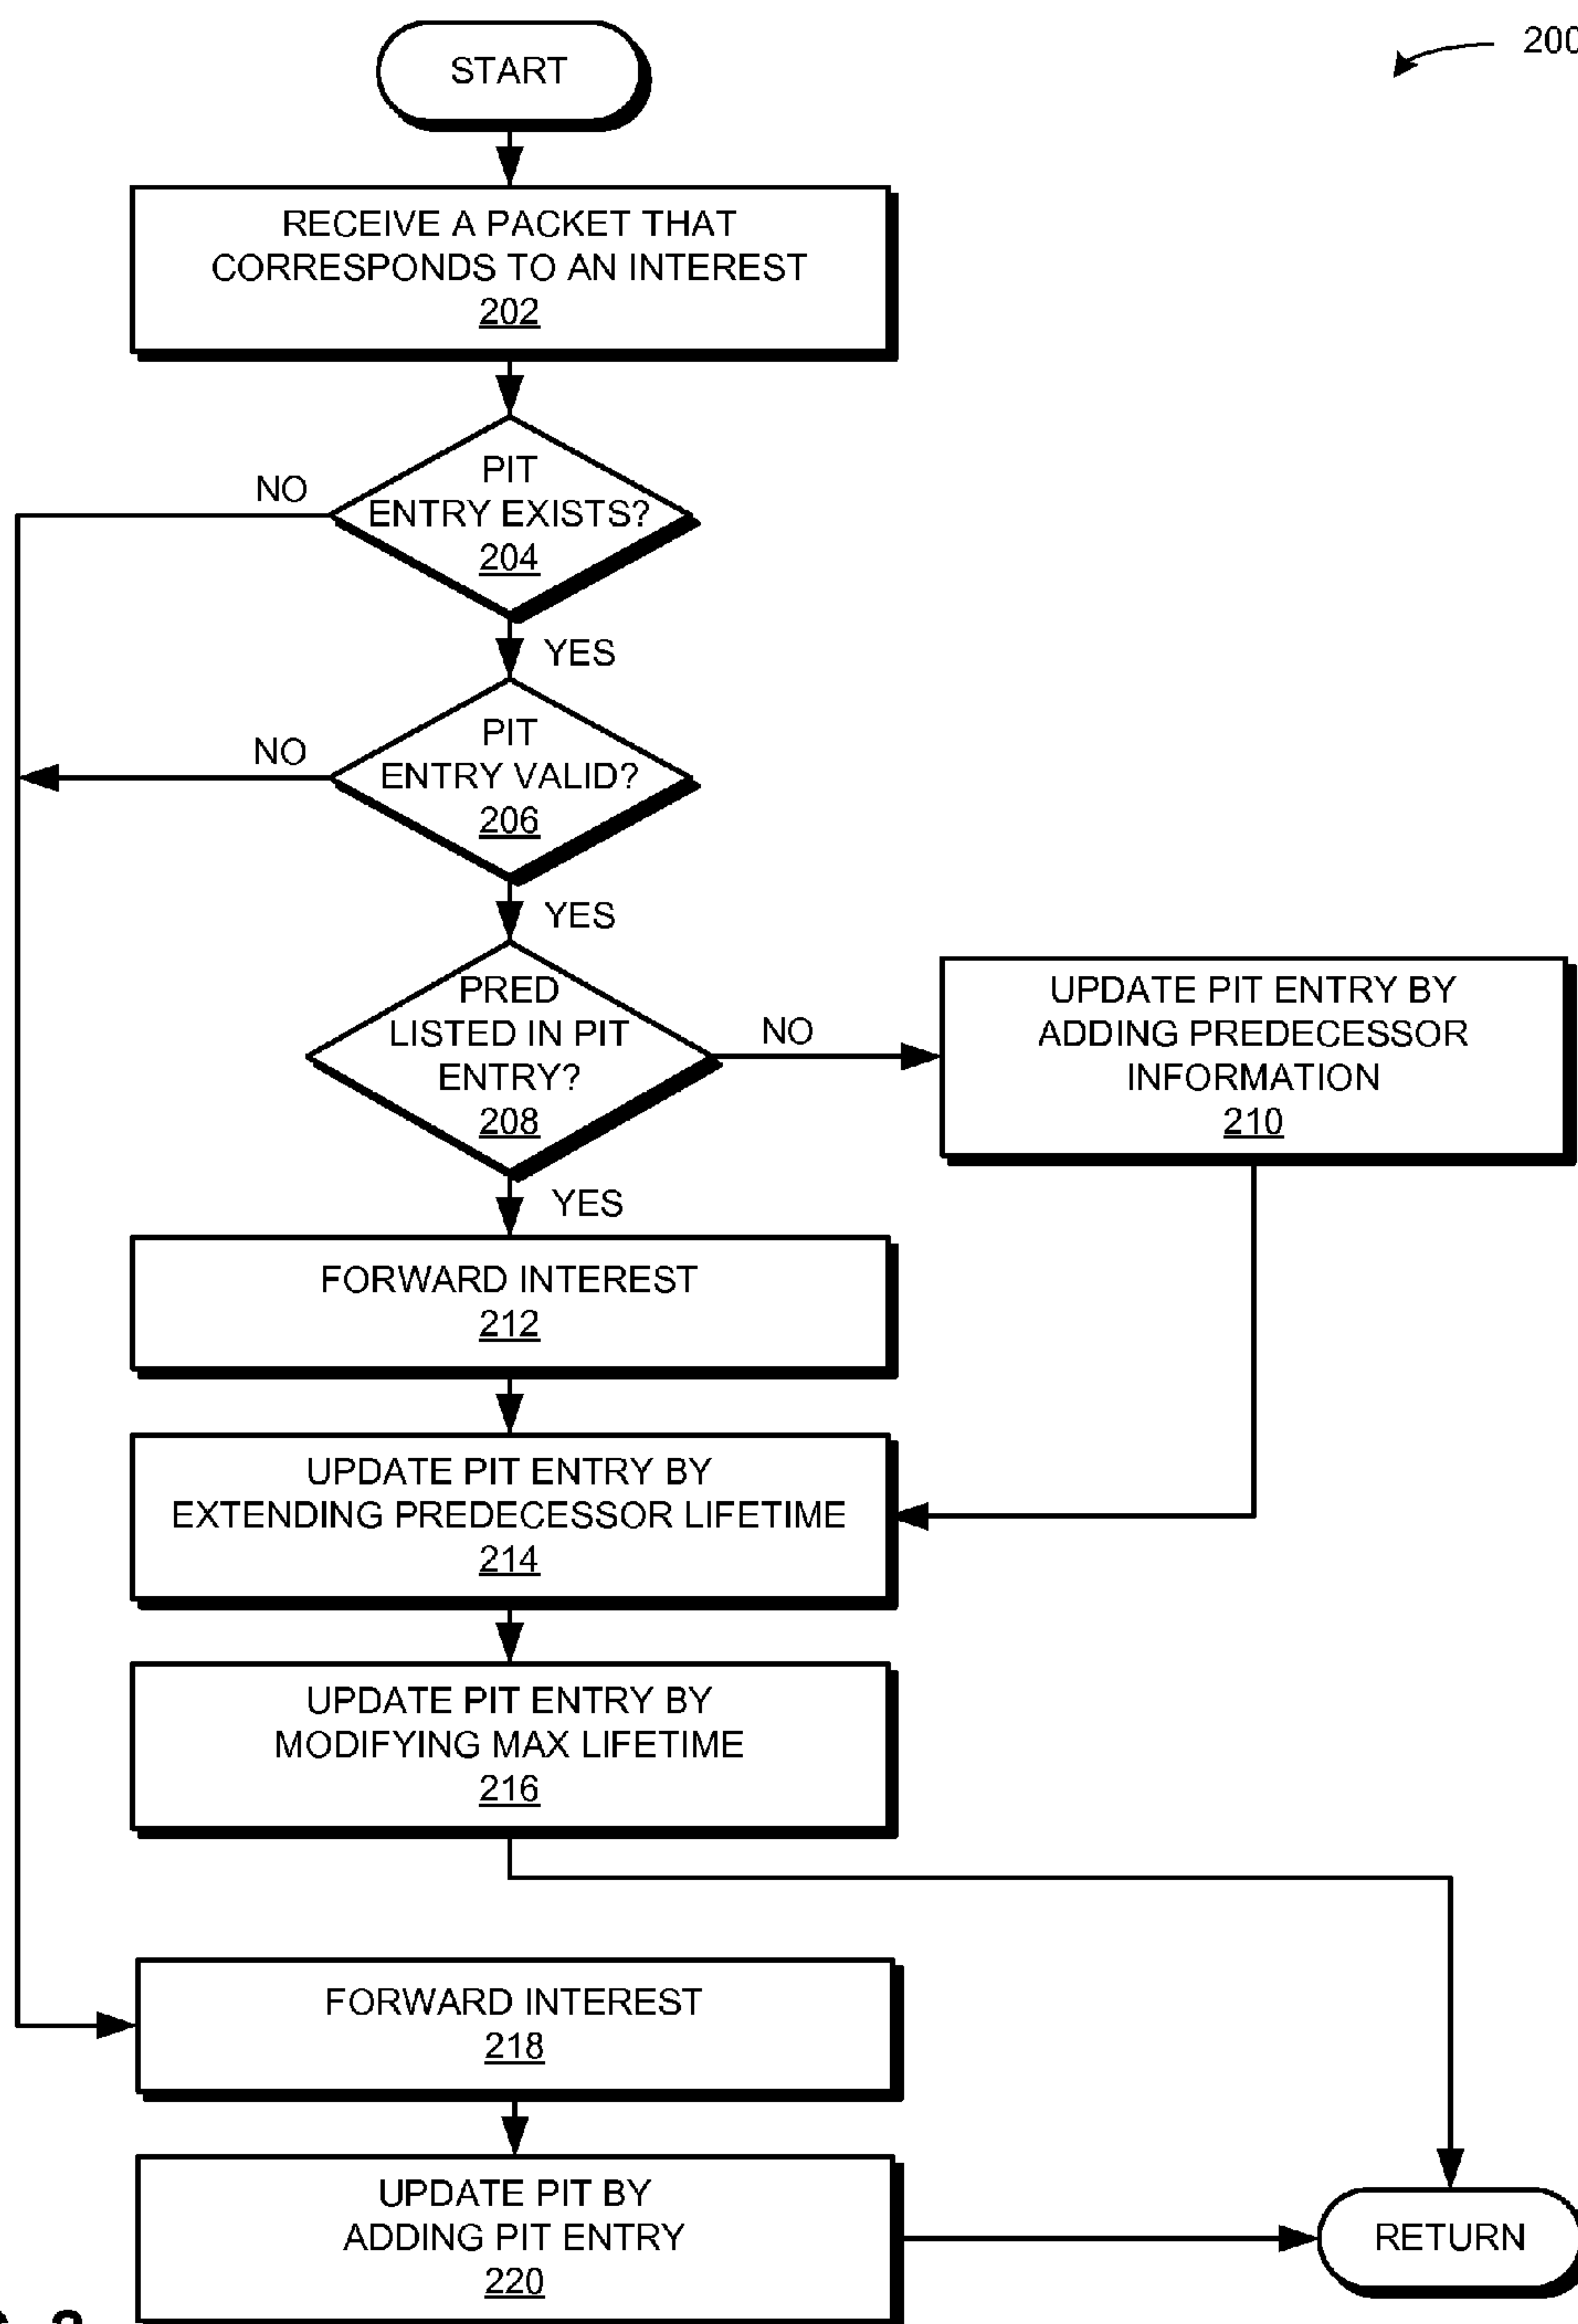 200
START
RECEIVE A PACKET THAT
CORRESPONDS TO AN INTEREST
202
PIT
ENTRY EXISTS?
204
NO
YES
PIT
ENTRY VALID?
206
NO
YES
PRED
LISTED IN PIT
ENTRY?
208
NO
UPDATE PIT ENTRY BY
ADDING PREDECESSOR
INFORMATION
210
YES
FORWARD INTEREST
212
UPDATE PIT ENTRY BY
EXTENDING PREDECESSOR LIFETIME
214
UPDATE PIT ENTRY BY
MODIFYING MAX LIFETIME
216
FORWARD INTEREST
218
UPDATE PIT BY
ADDING PIT ENTRY
220
RETURN